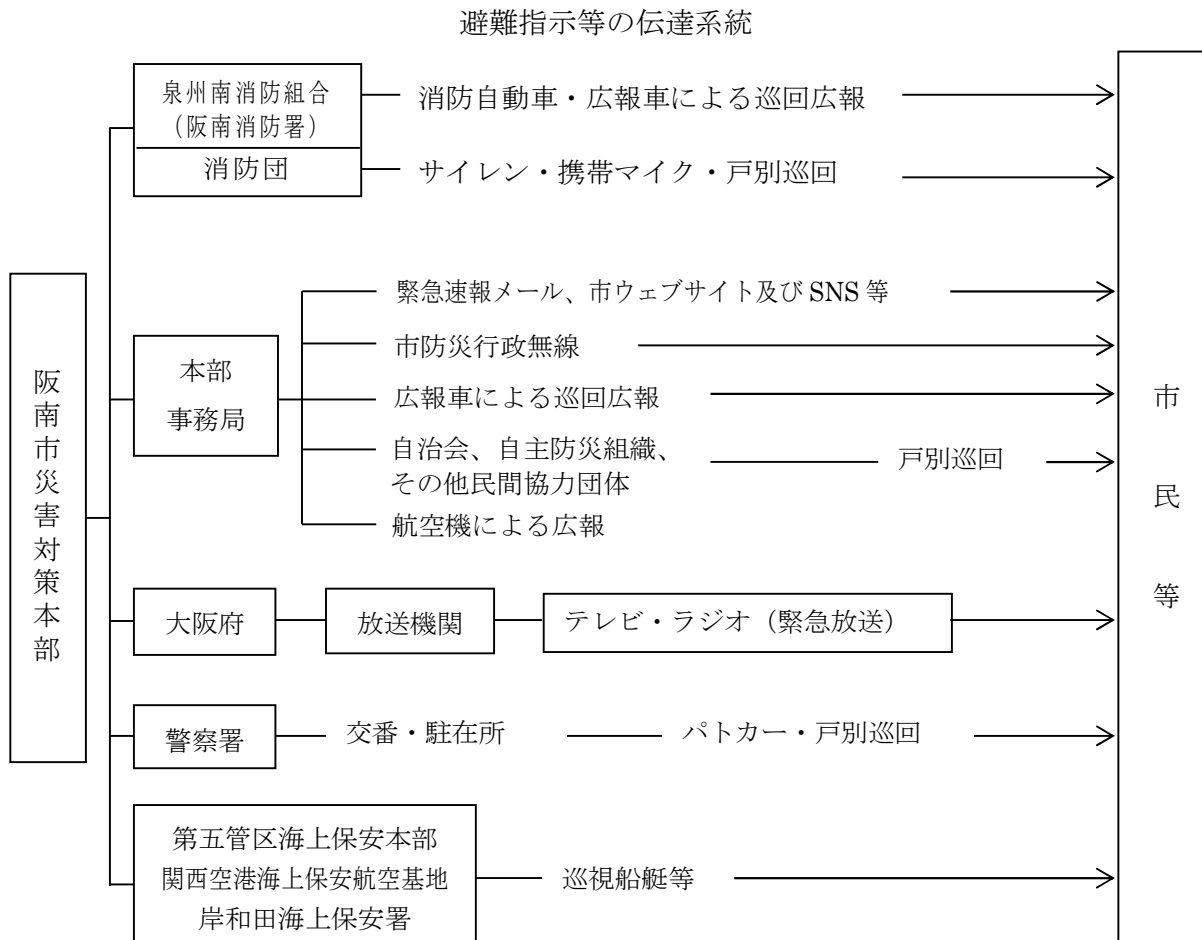 避難指示等の伝達系統
阪南市災害対策本部
泉州南消防組合
（阪南消防署）
消防自動車・広報車による巡回広報
消防団
サイレン・携帯マイク・戸別巡回
本部
事務局
緊急速報メール、市ウェブサイト及び SNS 等
市防災行政無線
広報車による巡回広報
自治会、自主防災組織、
その他民間協力団体
戸別巡回
航空機による広報
大阪府
放送機関
テレビ・ラジオ（緊急放送）
警察署
交番・駐在所
パトカー・戸別巡回
第五管区海上保安本部
関西空港海上保安航空基地
岸和田海上保安署
巡視船艇等
市民等